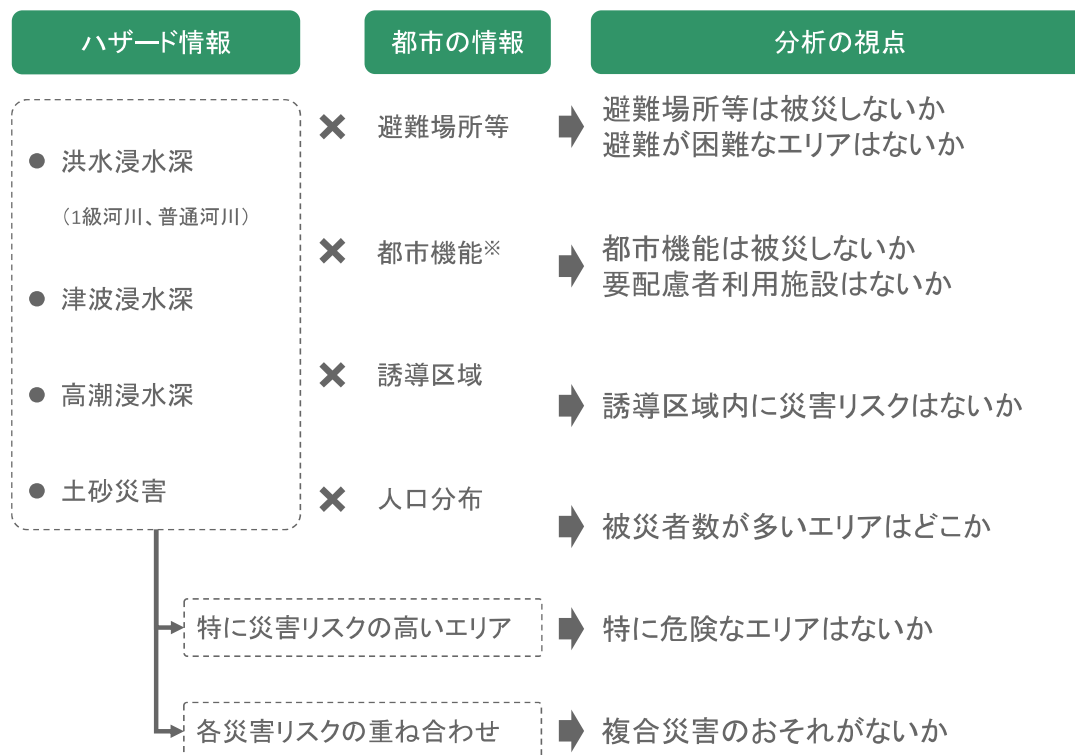 ハザード情報
都市の情報
分析の視点
● 洪水浸水深
（1級河川、普通河川）
● 津波浸水深
● 高潮浸水深
● 土砂災害
× 避難場所等
避難場所等は被災しないか
避難が困難なエリアはないか
× 都市機能※
都市機能は被災しないか
要配慮者利用施設はないか
× 誘導区域
誘導区域内に災害リスクはないか
× 人口分布
被災者数が多いエリアはどこか
特に災害リスクの高いエリア
特に危険なエリアはないか
各災害リスクの重ね合わせ
複合災害のおそれがないか